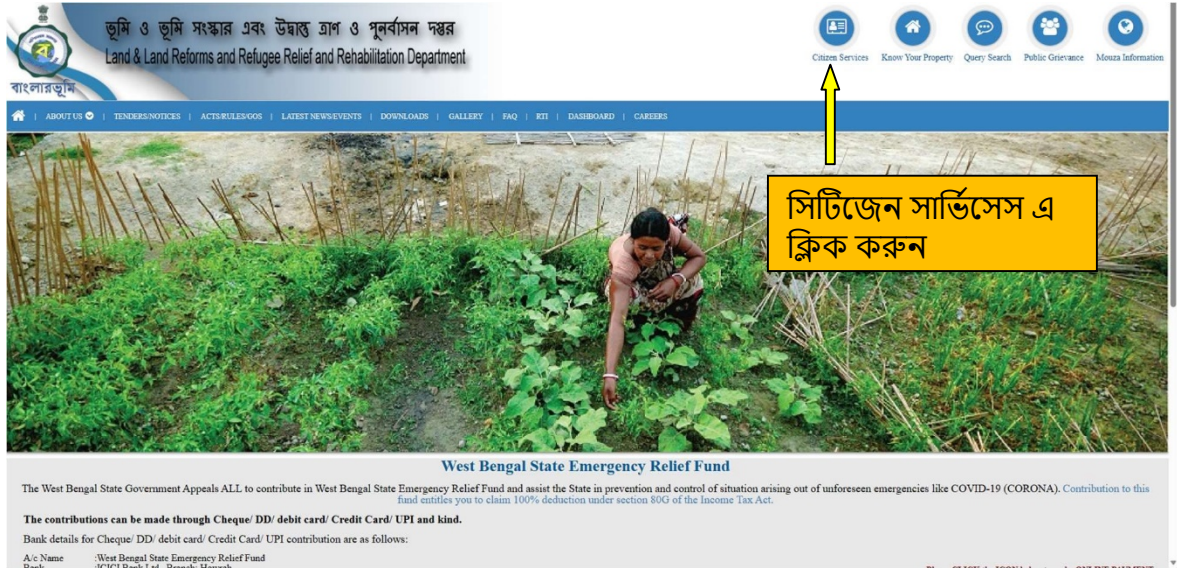 ভূমি ও ভূমি সংস্কার এবং উদ্বাস্তু ত্রাণ ও পুনর্বাসন দপ্তর
Land & Land Reforms and Refugee Relief and Rehabilitation Department
বাংলারভূমি
Citizen Services
Know Your Property
Query Search
Public Grievance
Mouza Information
ABOUT US | TENDERS/NOTICES | ACTS/RULES/GOS | LATEST NEWS/EVENTS | DOWNLOADS | GALLERY | FAQ | RTI | DASHBOARD | CAREERS
সিটিজেন সার্ভিসেস এ
ক্লিক করুন
West Bengal State Emergency Relief Fund
The West Bengal State Government Appeals ALL to contribute in West Bengal State Emergency Relief Fund and assist the State in prevention and control of situation arising out of unforeseen emergencies like COVID-19 (CORONA). Contribution to this
fund entitles you to claim 100% deduction under section 80G of the Income Tax Act.
The contributions can be made through Cheque/ DD/ debit card/ Credit Card/ UPI and kind.
Bank details for Cheque/ DD/ debit card/ Credit Card/ UPI contribution are as follows:
A/c Name :West Bengal State Emergency Relief Fund